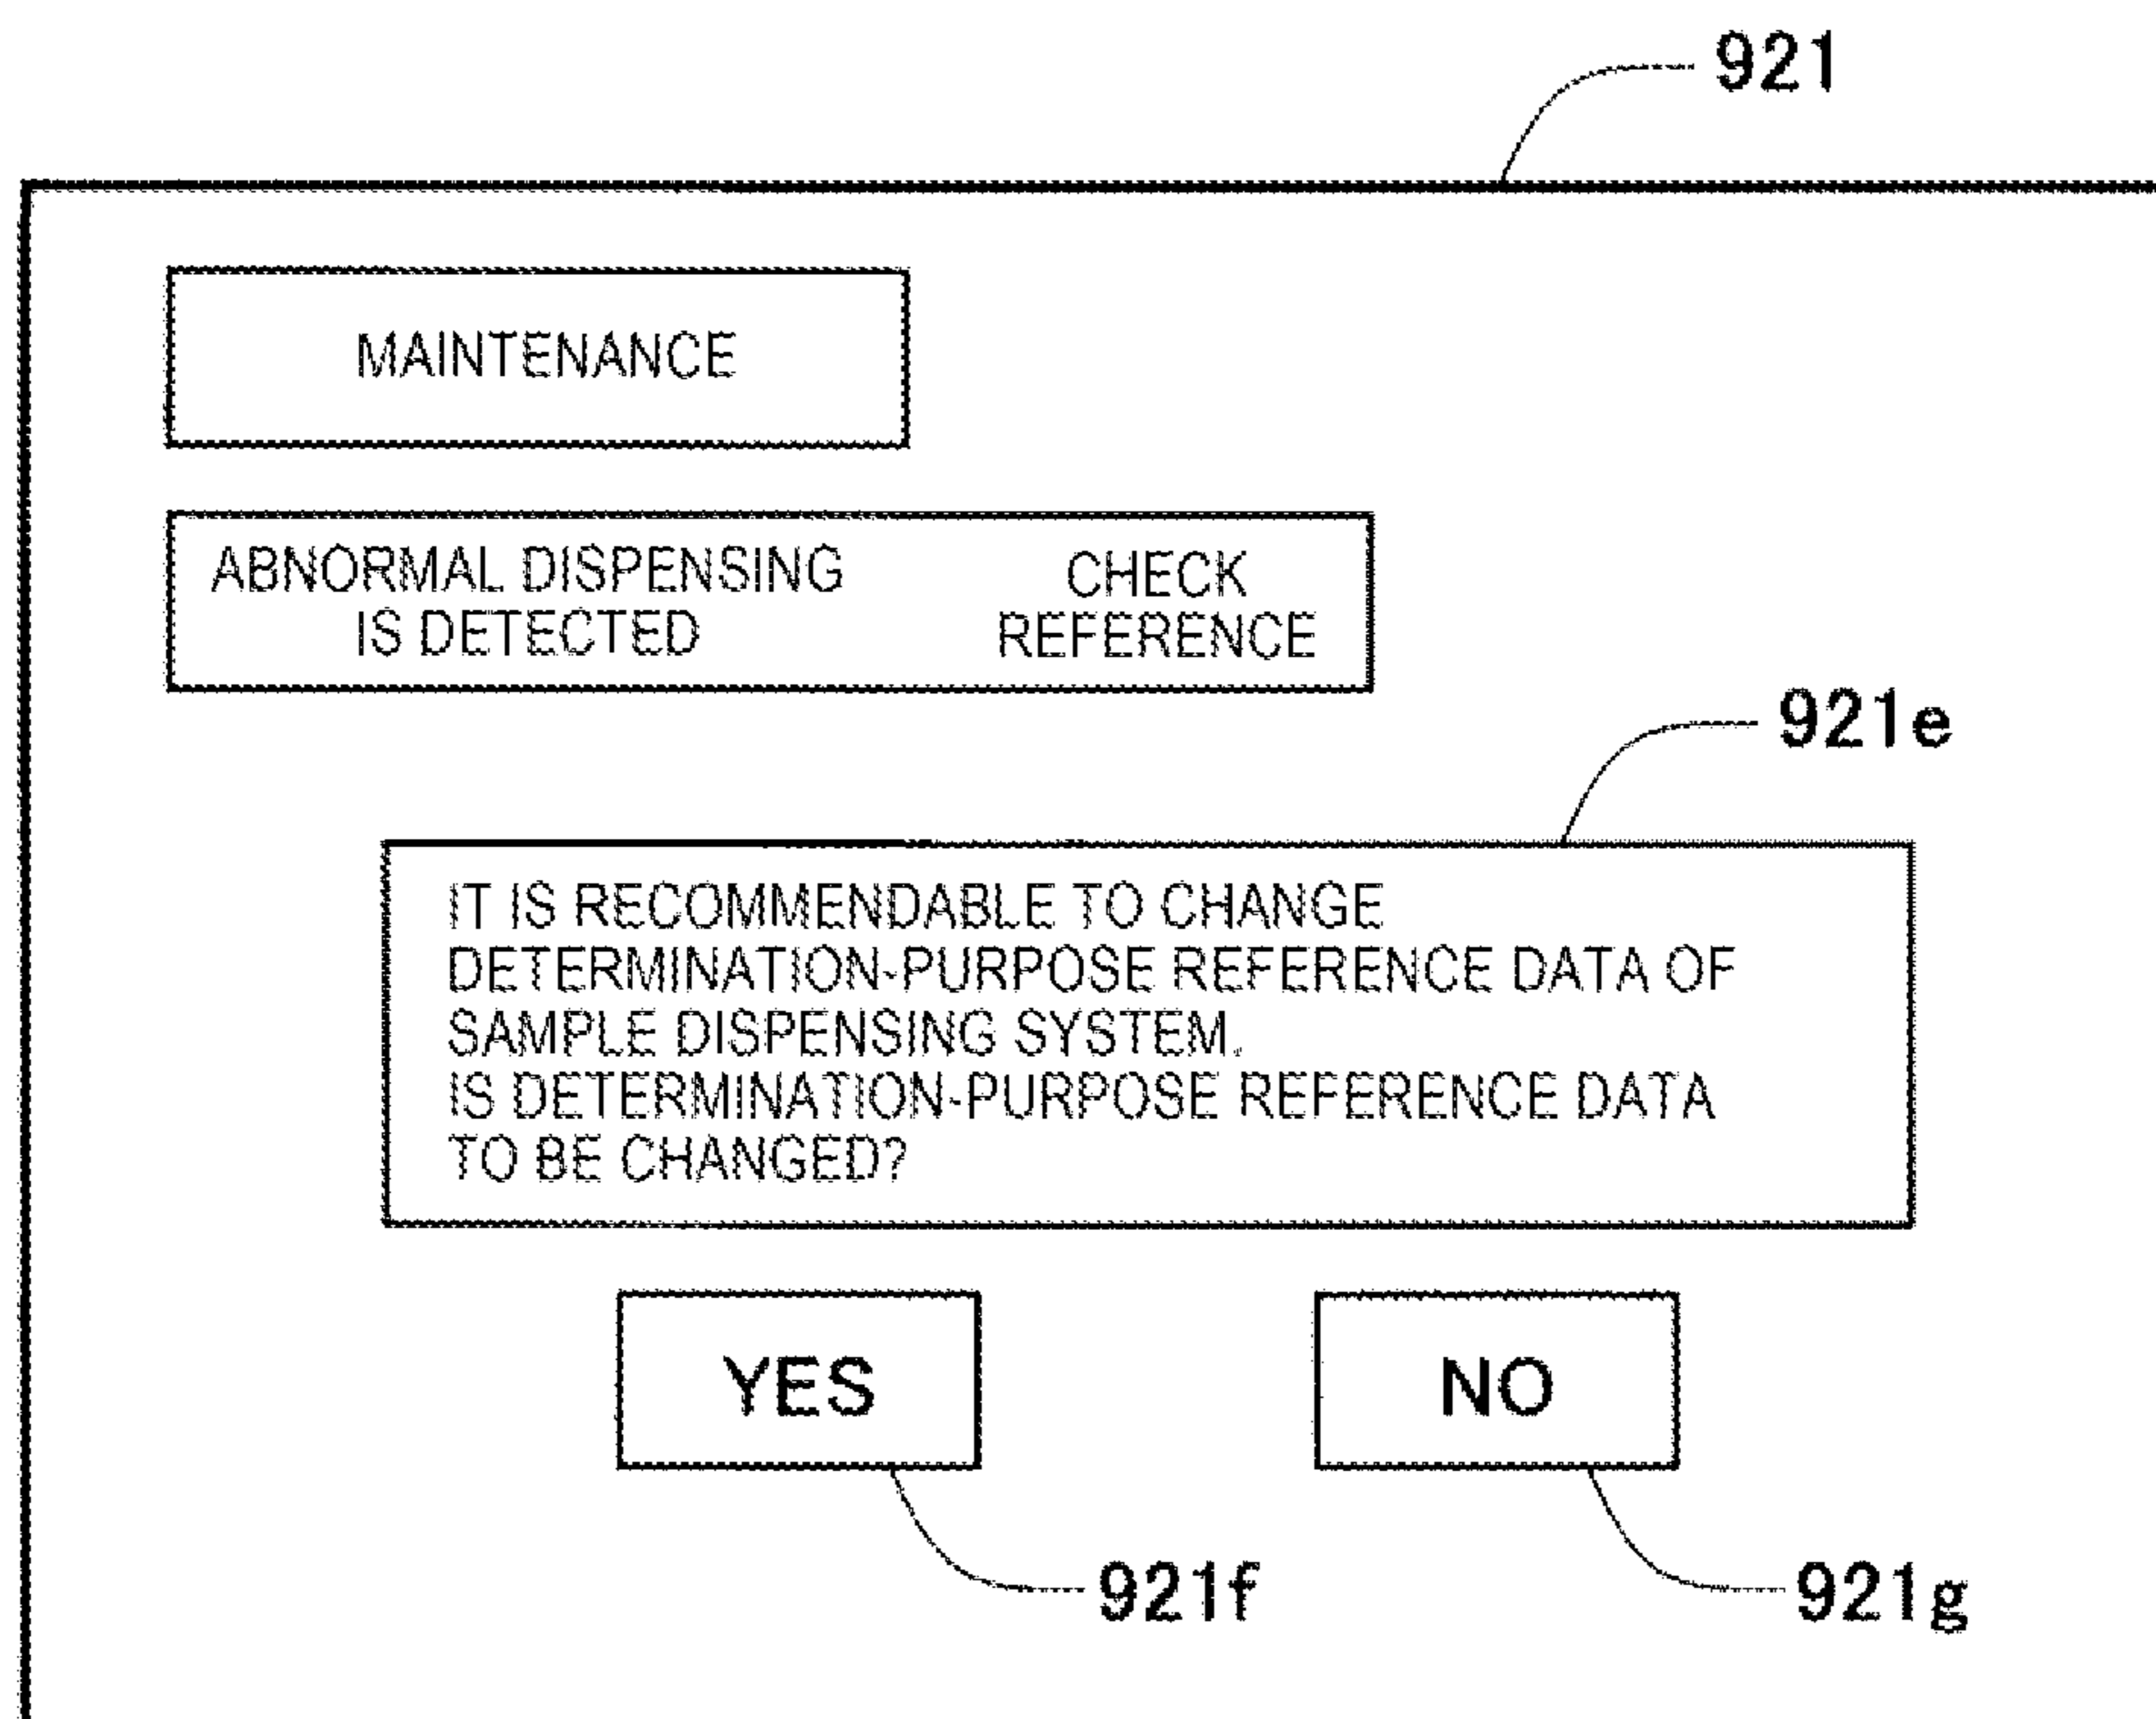 921
MAINTENANCE
ABNORMAL DISPENSING
IS DETECTED
CHECK
REFERENCE
921e
IT IS RECOMMENDABLE TO CHANGE
DETERMINATION-PURPOSE REFERENCE DATA OF
SAMPLE DISPENSING SYSTEM.
IS DETERMINATION-PURPOSE REFERENCE DATA
TO BE CHANGED?
YES
NO
921f
921g